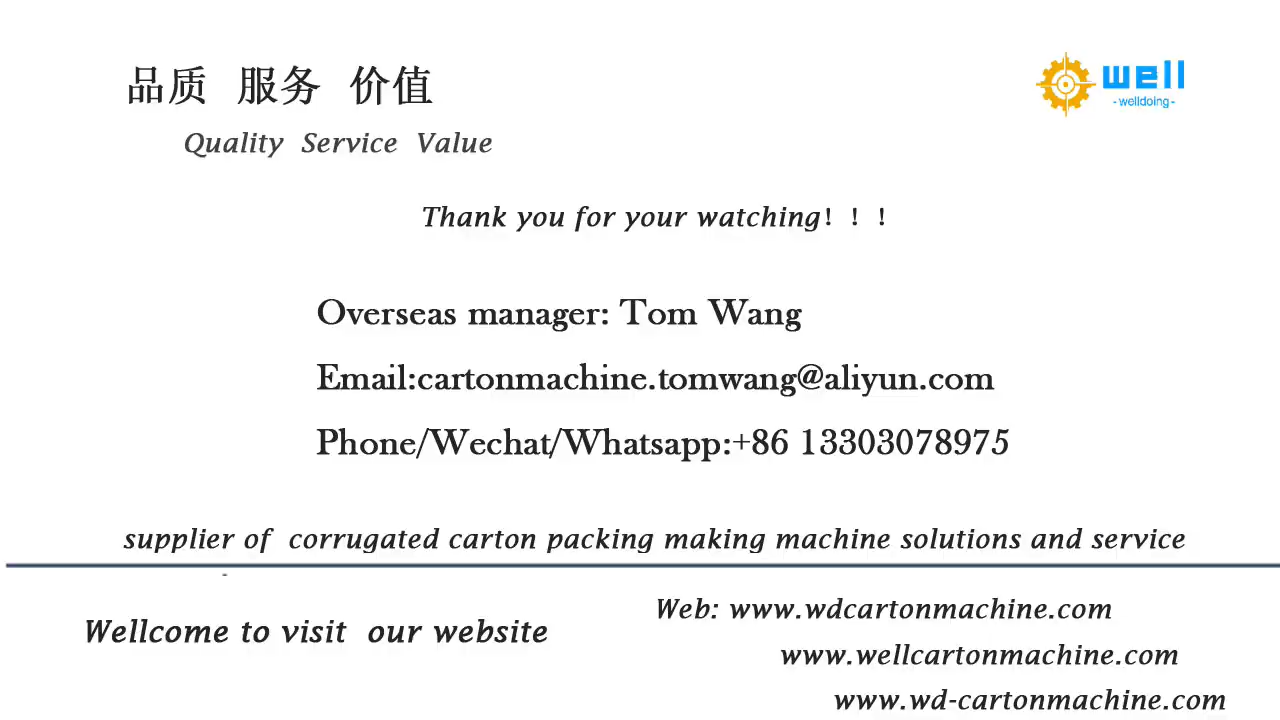 品质 服务 价值
well
-welldoing-
Quality Service Value
Thank you for your watching！！！
Overseas manager: Tom Wang
Email:cartonmachine.tomwang@aliyun.com
Phone/Wechat/Whatsapp:+86 13303078975
supplier of corrugated carton packing making machine solutions and service
Wellcome to visit our website
Web: www.wdcartonmachine.com
www.wellcartonmachine.com
www.wd-cartonmachine.com